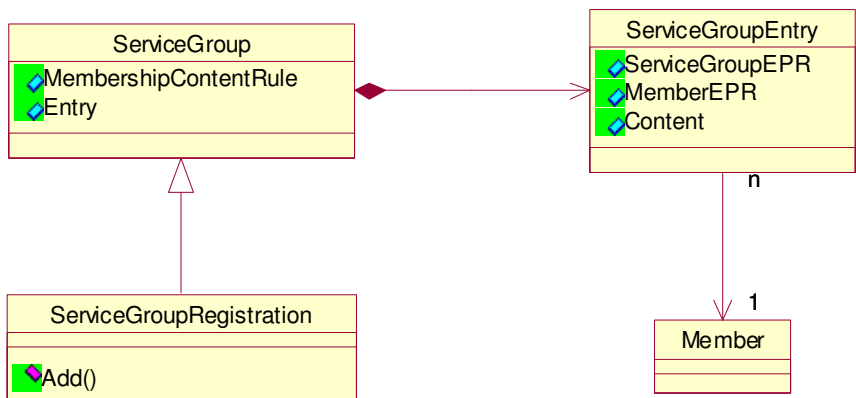 ServiceGroup
MembershipContentRule
Entry
ServiceGroupEntry
ServiceGroupEPR
MemberEPR
Content
n
1
ServiceGroupRegistration
Add()
Member